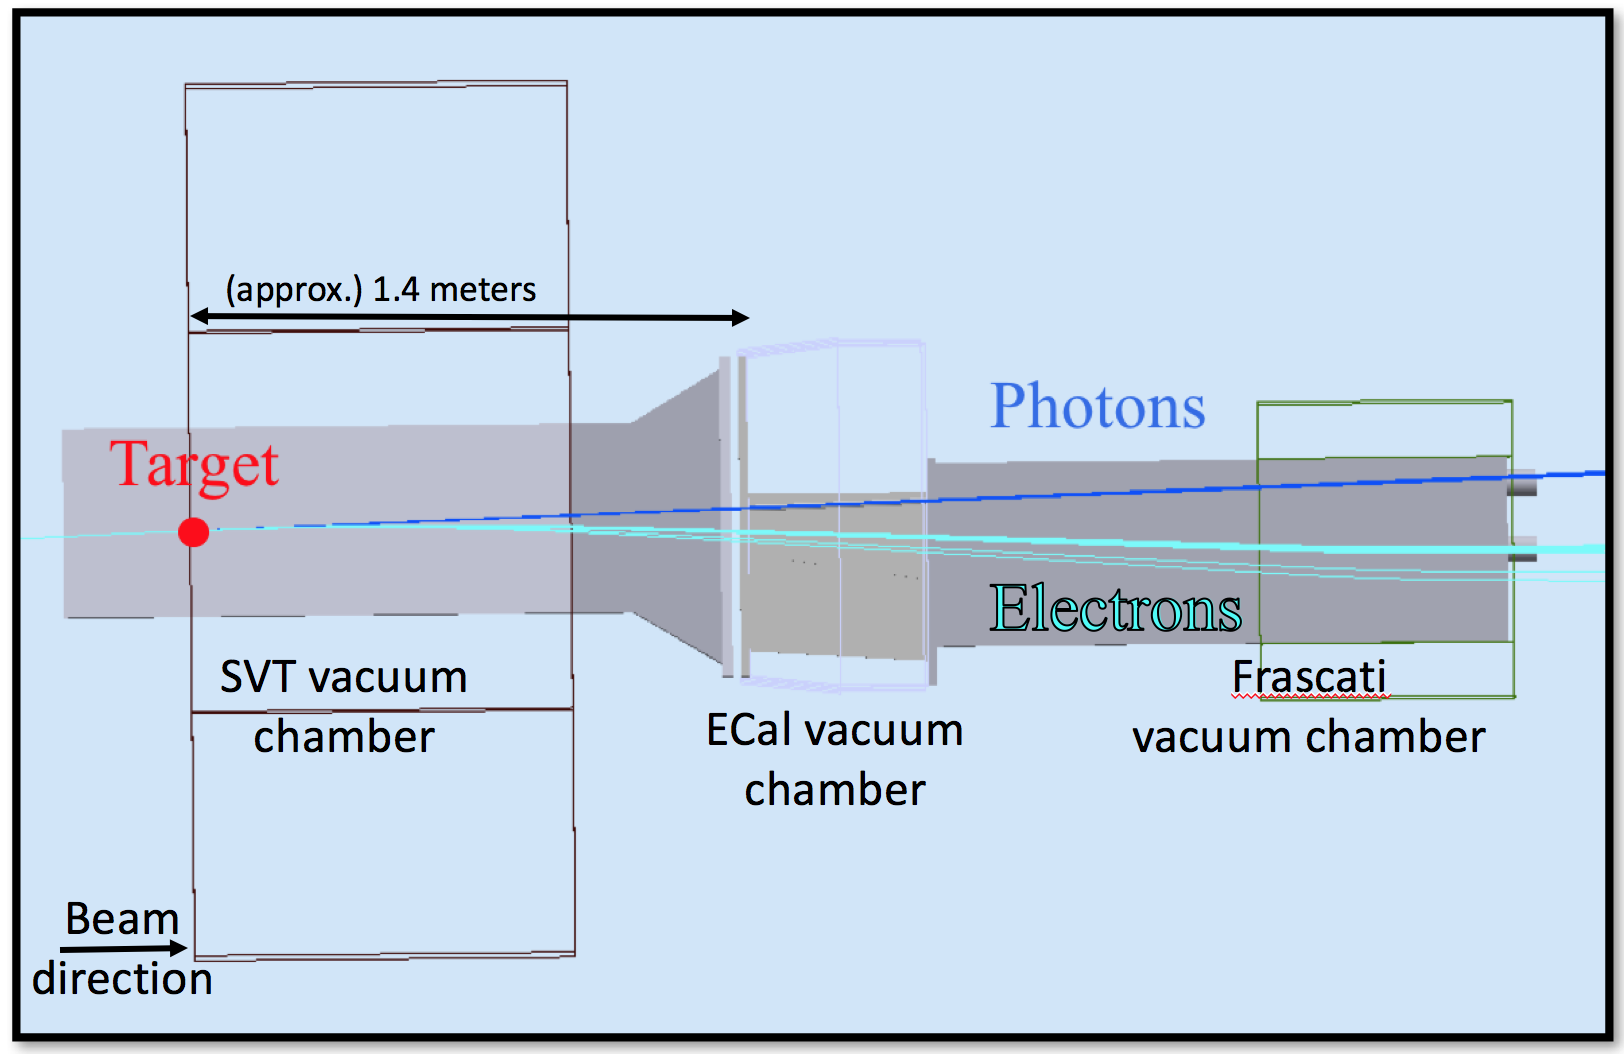 (approx.) 1.4 meters
Photons
Target
Electrons
SVT vacuum
chamber
ECal vacuum
chamber
Frascati
vacuum chamber
Beam
direction